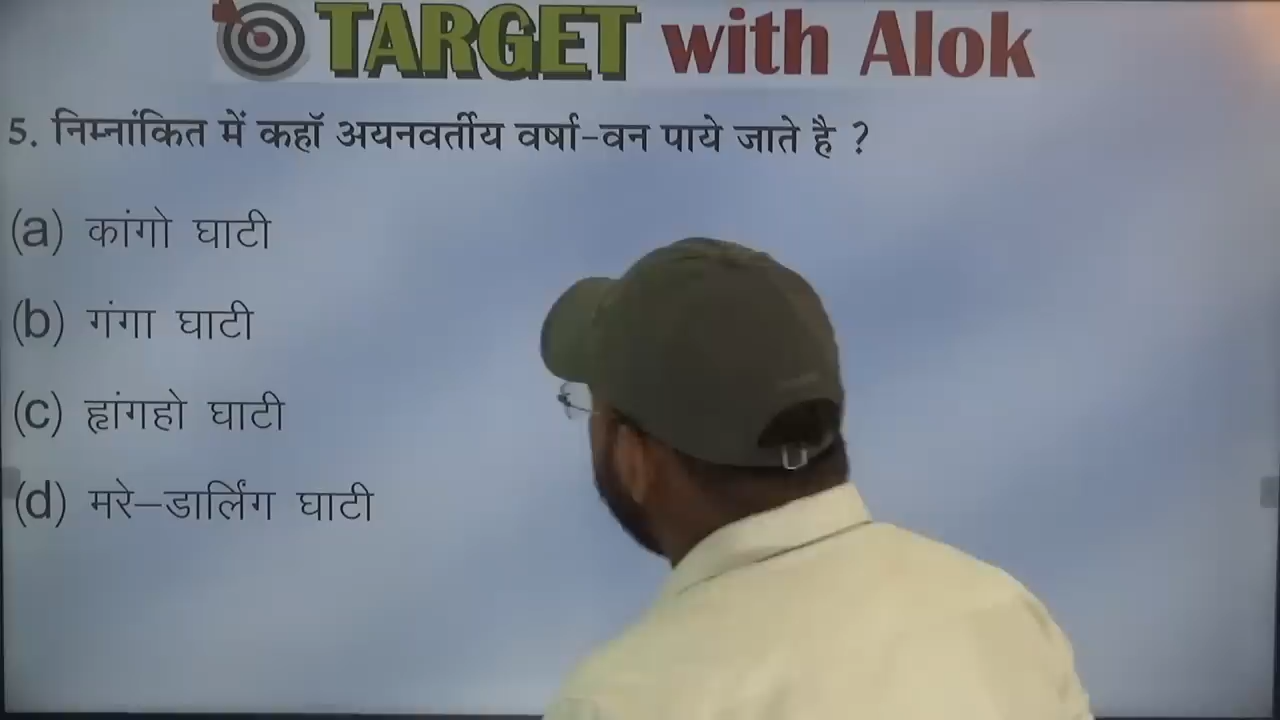 TARGET with Alok
5. निम्नांकित में कहॉ अयनवर्तीय वर्षा-वन पाये जाते है ?
(a) कांगो घाटी
(b) गंगा घाटी
(c) ह्वांगहो घाटी
(d) मरे–डार्लिंग घाटी